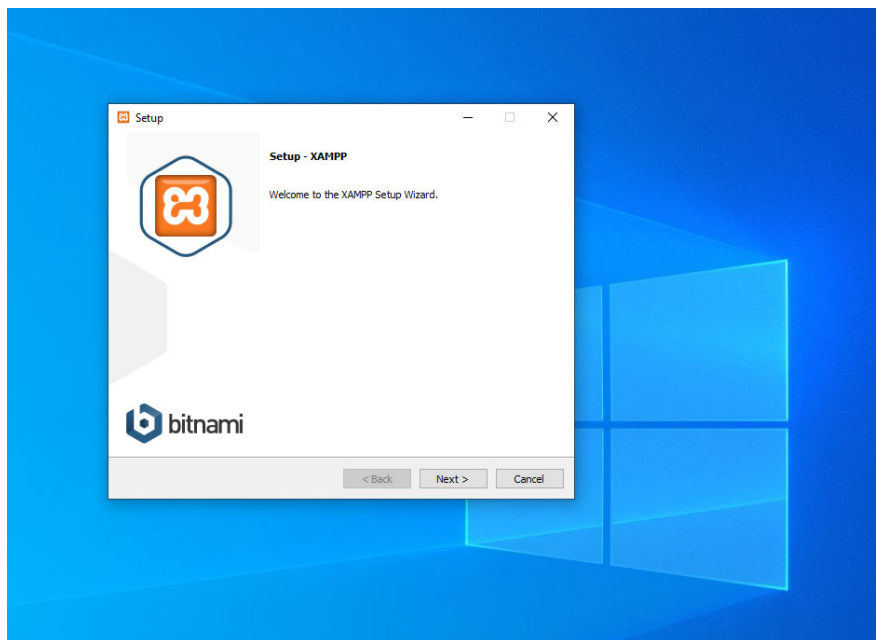 Setup
Setup - XAMPP
Welcome to the XAMPP Setup Wizard.
bitnami
< Back
Next >
Cancel